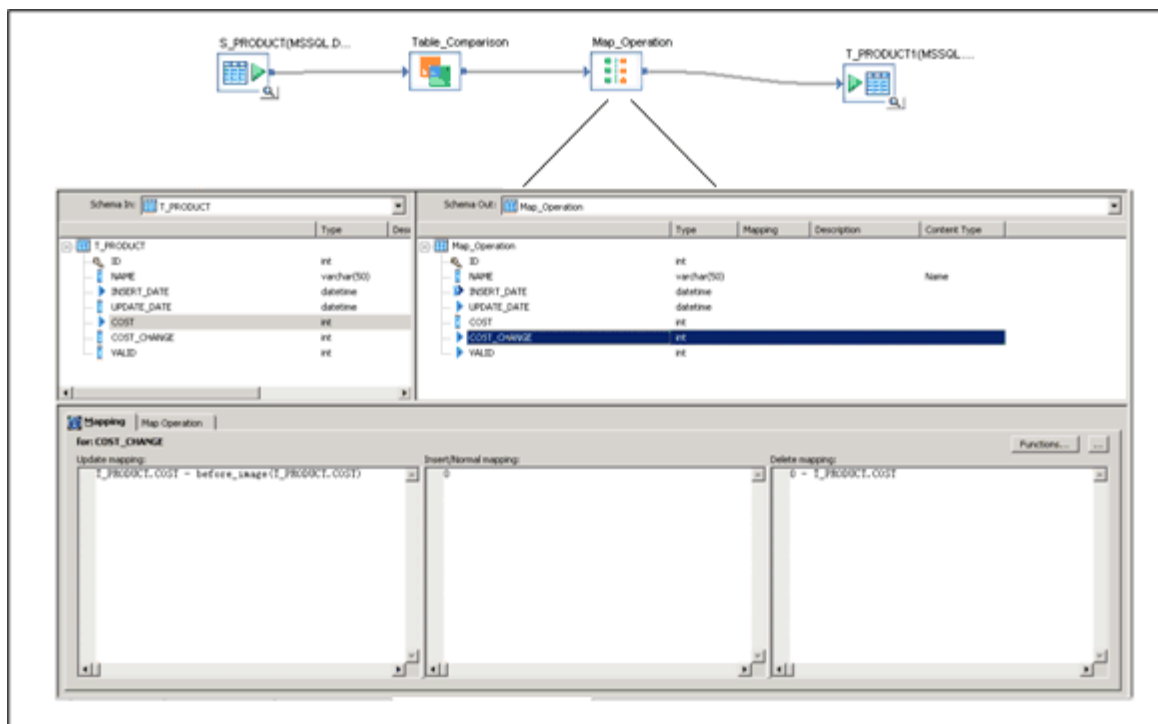 S_PRODUCT(MSSQL.D...
Table_Comparison
Map_Operation
T_PRODUCT1(MSSQL....
Schema In: T_PRODUCT
Schema Out: Map_Operation
Type Desc
Type Mapping Description Content Type
T_PRODUCT
ID int
NAME varchar(50)
INSERT_DATE datetime
UPDATE_DATE datetime
COST int
COST_CHANGE int
VALID int
Map_Operation
ID int
NAME varchar(50) Name
INSERT_DATE datetime
UPDATE_DATE datetime
COST int
COST_CHANGE int
VALID int
Mapping Map Operation
for: COST_CHANGE
Functions... ...
Update mapping:
T_PRODUCT.COST - before_image(T_PRODUCT.COST)
Insert/Normal mapping:
0
Delete mapping:
0 - T_PRODUCT.COST